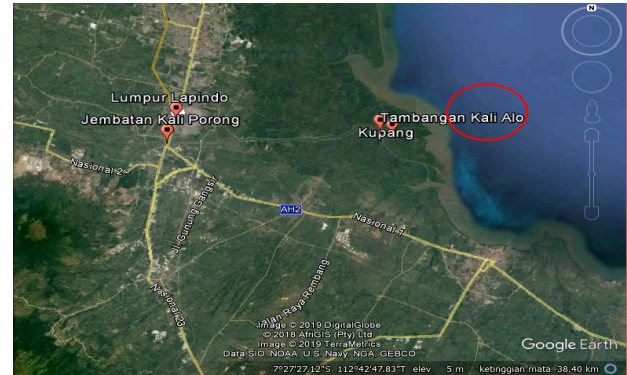 N
Lumpur Lapindo
Jembatan Kali Porong
Tambangan Kali Alo
Kupang
Nasional 2
Jl. Gunung Gangsir
AH2
Nasional 1
Nasional 23
Jalan Raya Rembang
Image © 2019 DigitalGlobe
© 2018 AfriGIS (Pty) Ltd
Image © 2019 TerraMetrics
Data SIO, NOAA, U.S. Navy, NGA, GEBCO
Google Earth
7°27'27.12"S 112°42'47.83"T elev 5 m ketinggian mata 38.40 km